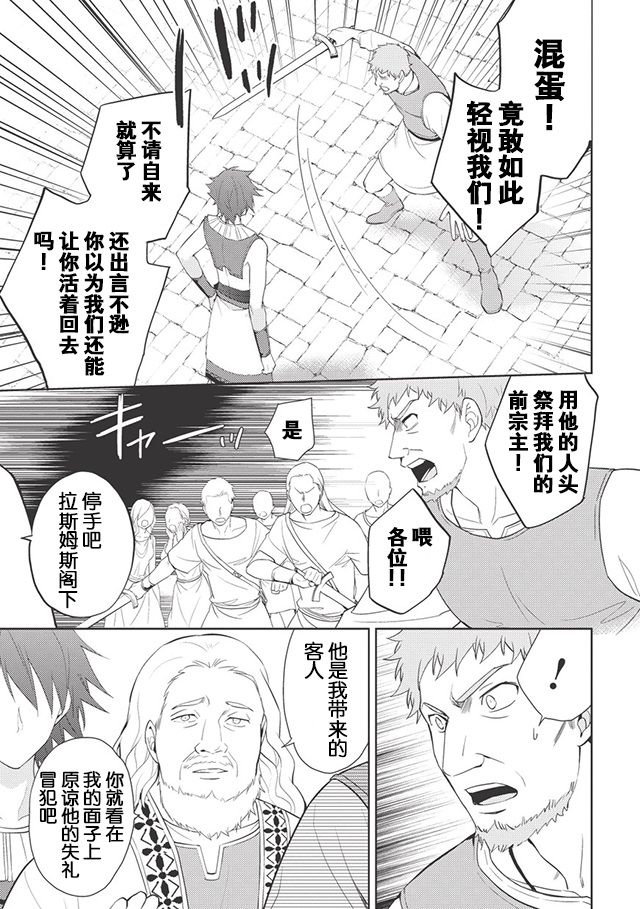 混蛋！
竟敢如此
轻视我们！
不请自来
就算了
还出言不逊
你以为我们还能
让你活着回去
吗！
用他的人头
祭拜我们的
前宗主！
喂
各位!!
是
キャー
停手吧
拉斯姆斯阁下
！
他是我带来的
客人
你就看在
我的面子上
原谅他的失礼
冒犯吧